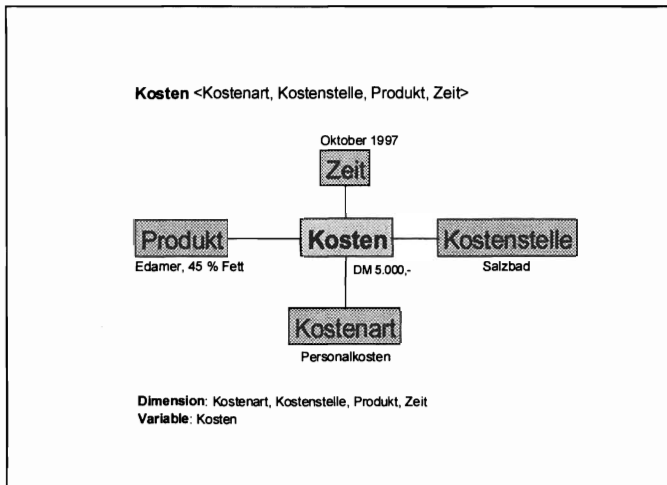 Kosten <Kostenart, Kostenstelle, Produkt, Zeit>
Oktober 1997
Zeit
Produkt
Kosten
Kostenstelle
Edamer, 45 % Fett
DM 5.000,-
Salzbad
Kostenart
Personalkosten
Dimension: Kostenart, Kostenstelle, Produkt, Zeit
Variable: Kosten